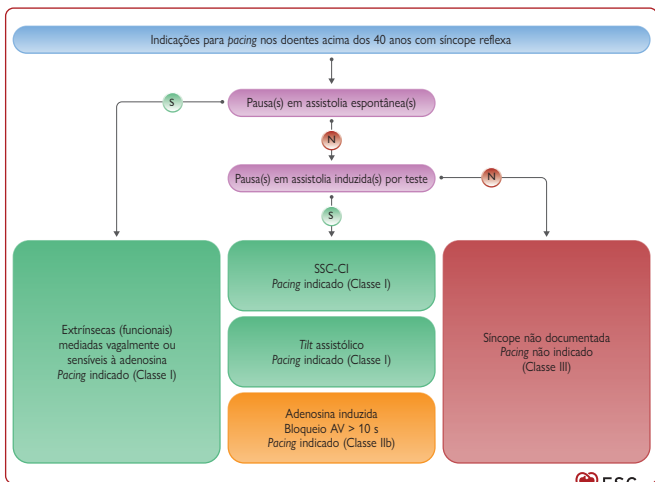 Indicações para pacing nos doentes acima dos 40 anos com síncope reflexa
S
Pausa(s) em assistolia espontânea(s)
N
Pausa(s) em assistolia induzida(s) por teste
N
S
Extrínsecas (funcionais)
mediadas vagalmente ou
sensíveis à adenosina
Pacing indicado (Classe I)
SSC-CI
Pacing indicado (Classe I)
Tilt assistólico
Pacing indicado (Classe I)
Adenosina induzida
Bloqueio AV > 10 s
Pacing indicado (Classe IIb)
Síncope não documentada
Pacing não indicado
(Classe III)
ESC